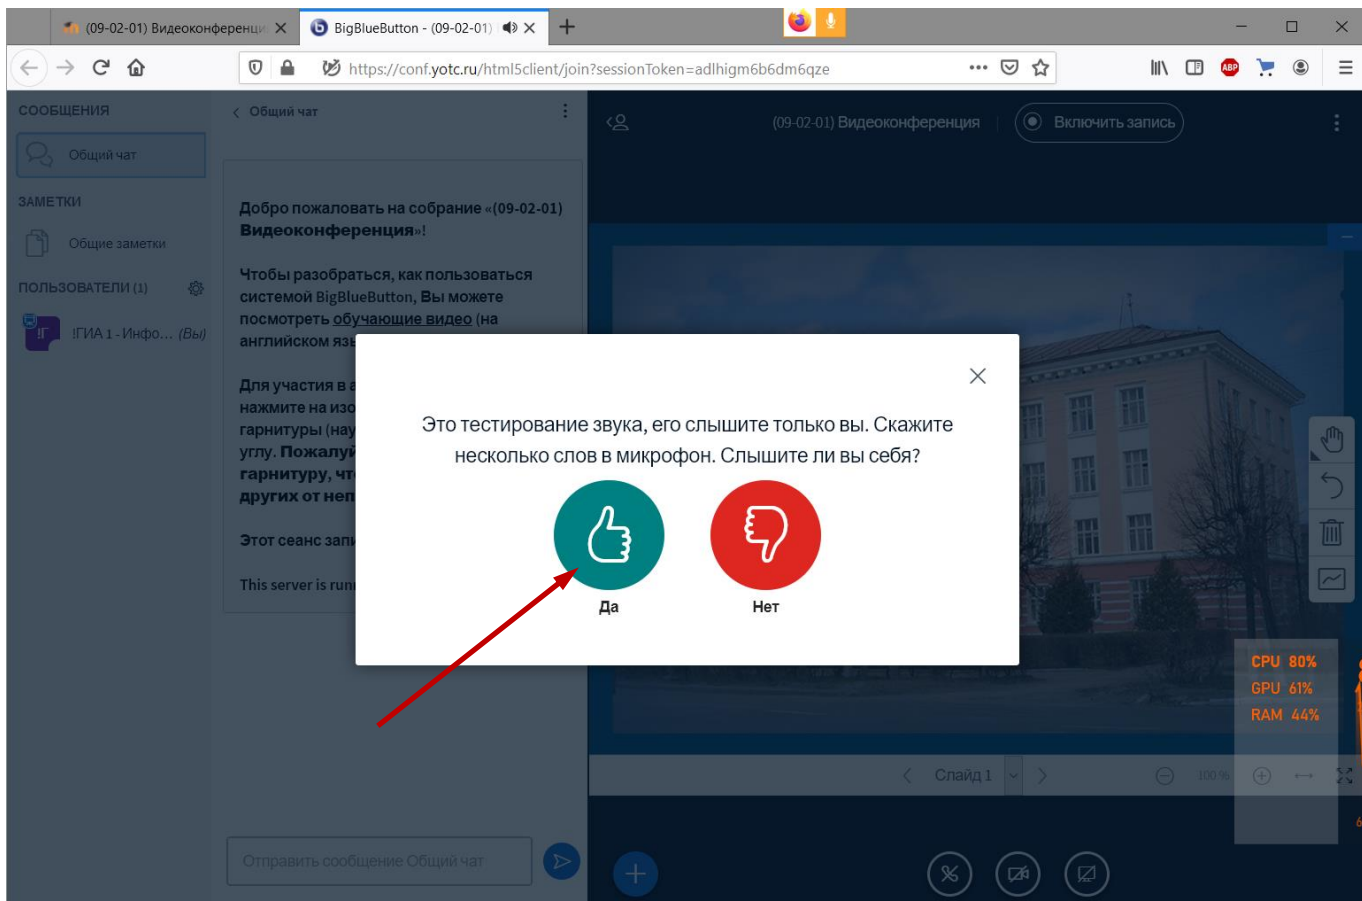 (09-02-01) Видеоконференци
BigBlueButton - (09-02-01)
https://conf.yotc.ru/html5client/join?sessionToken=adlhigm6b6dm6qze
ABP
СООБЩЕНИЯ
Общий чат
ЗАМЕТКИ
Общие заметки
ПОЛЬЗОВАТЕЛИ (1)
!Г
!ГИА 1 - Инфо... (Вы)
Общий чат
Добро пожаловать на собрание «(09-02-01)
Видеоконференция»!
Чтобы разобраться, как пользоваться
системой BigBlueButton, Вы можете
посмотреть обучающие видео (на
английском язы
Для участия в а
нажмите на изо
гарнитуры (нау
углу. Пожалуй
гарнитуру, что
других от неп
Этот сеанс запи
This server is runn
Отправить сообщение Общий чат
(09-02-01) Видеоконференция
Включить запись
Это тестирование звука, его слышите только вы. Скажите
несколько слов в микрофон. Слышите ли вы себя?
Да
Нет
CPU 80%
GPU 61%
RAM 44%
Слайд 1
100 %